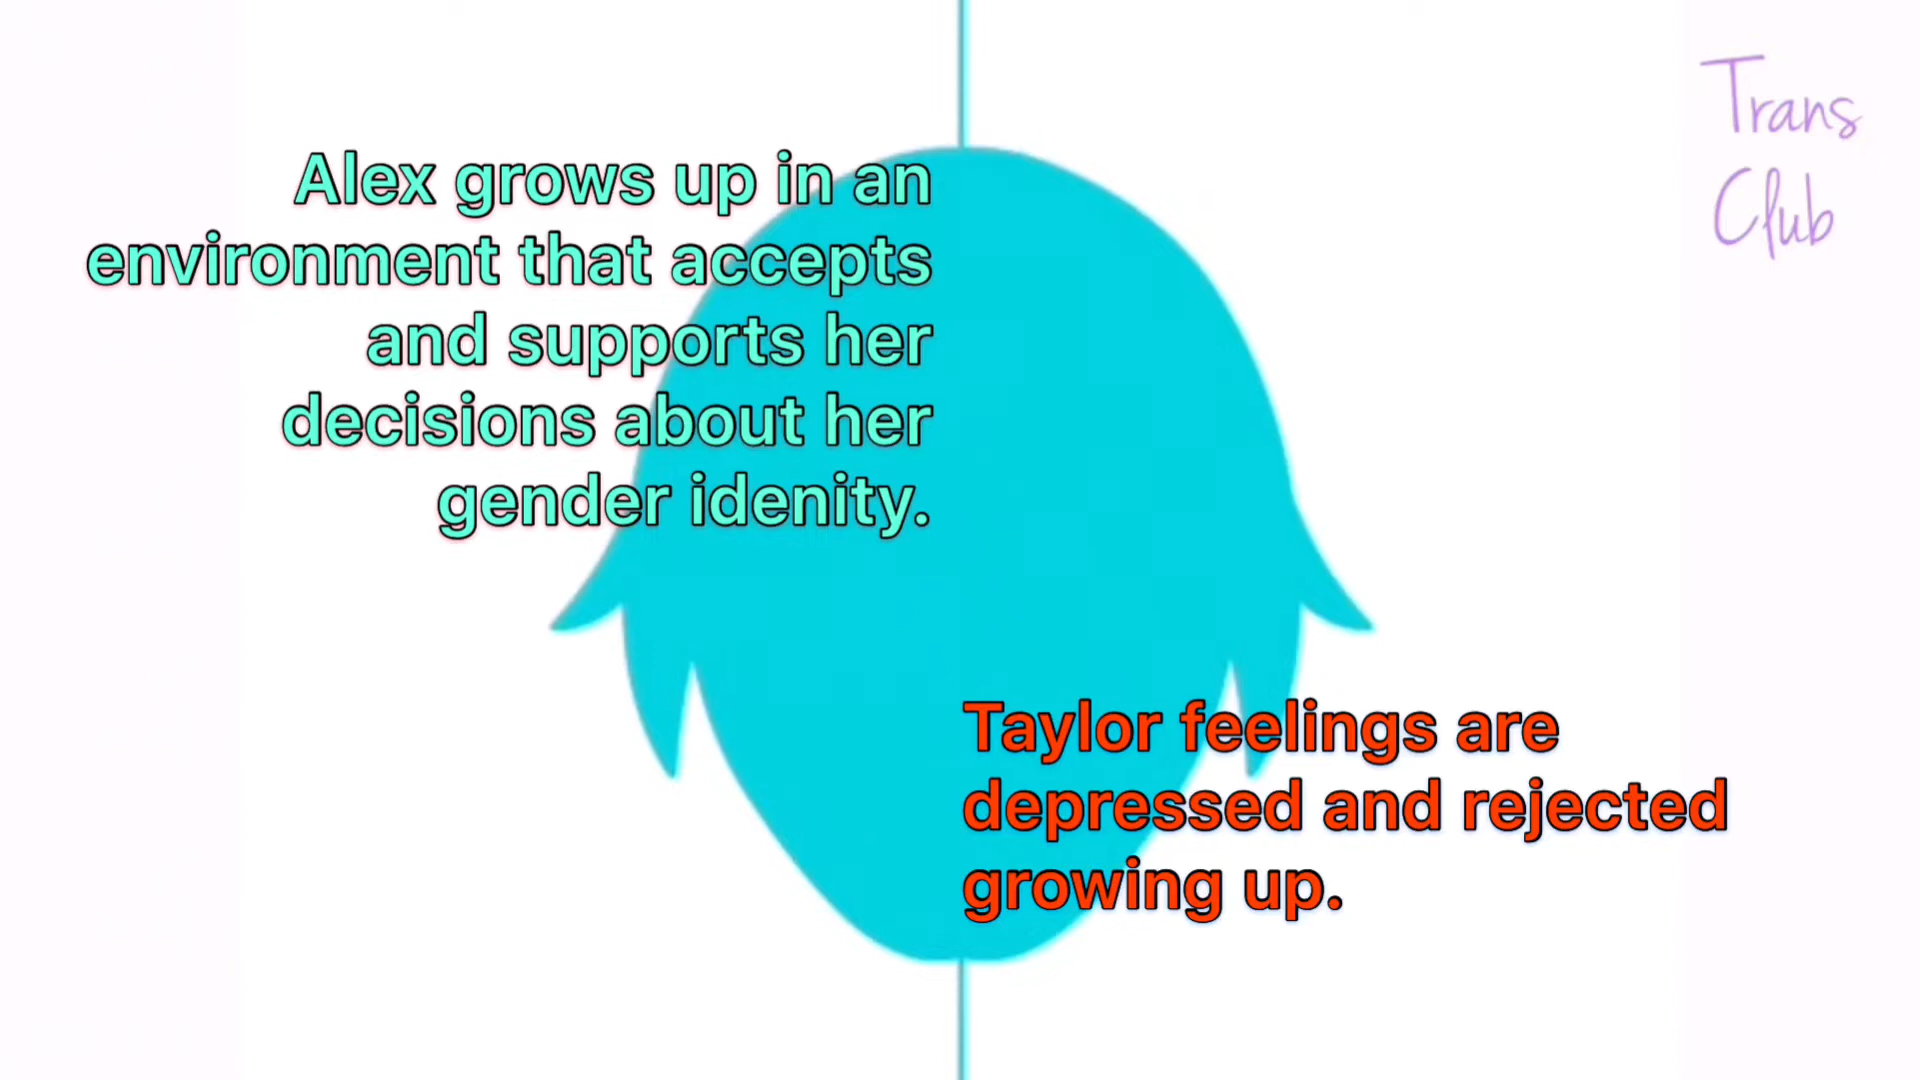 Alex grows up in an
environment that accepts
and supports her
decisions about her
gender idenity.
Trans
Club
Taylor feelings are
depressed and rejected
growing up.